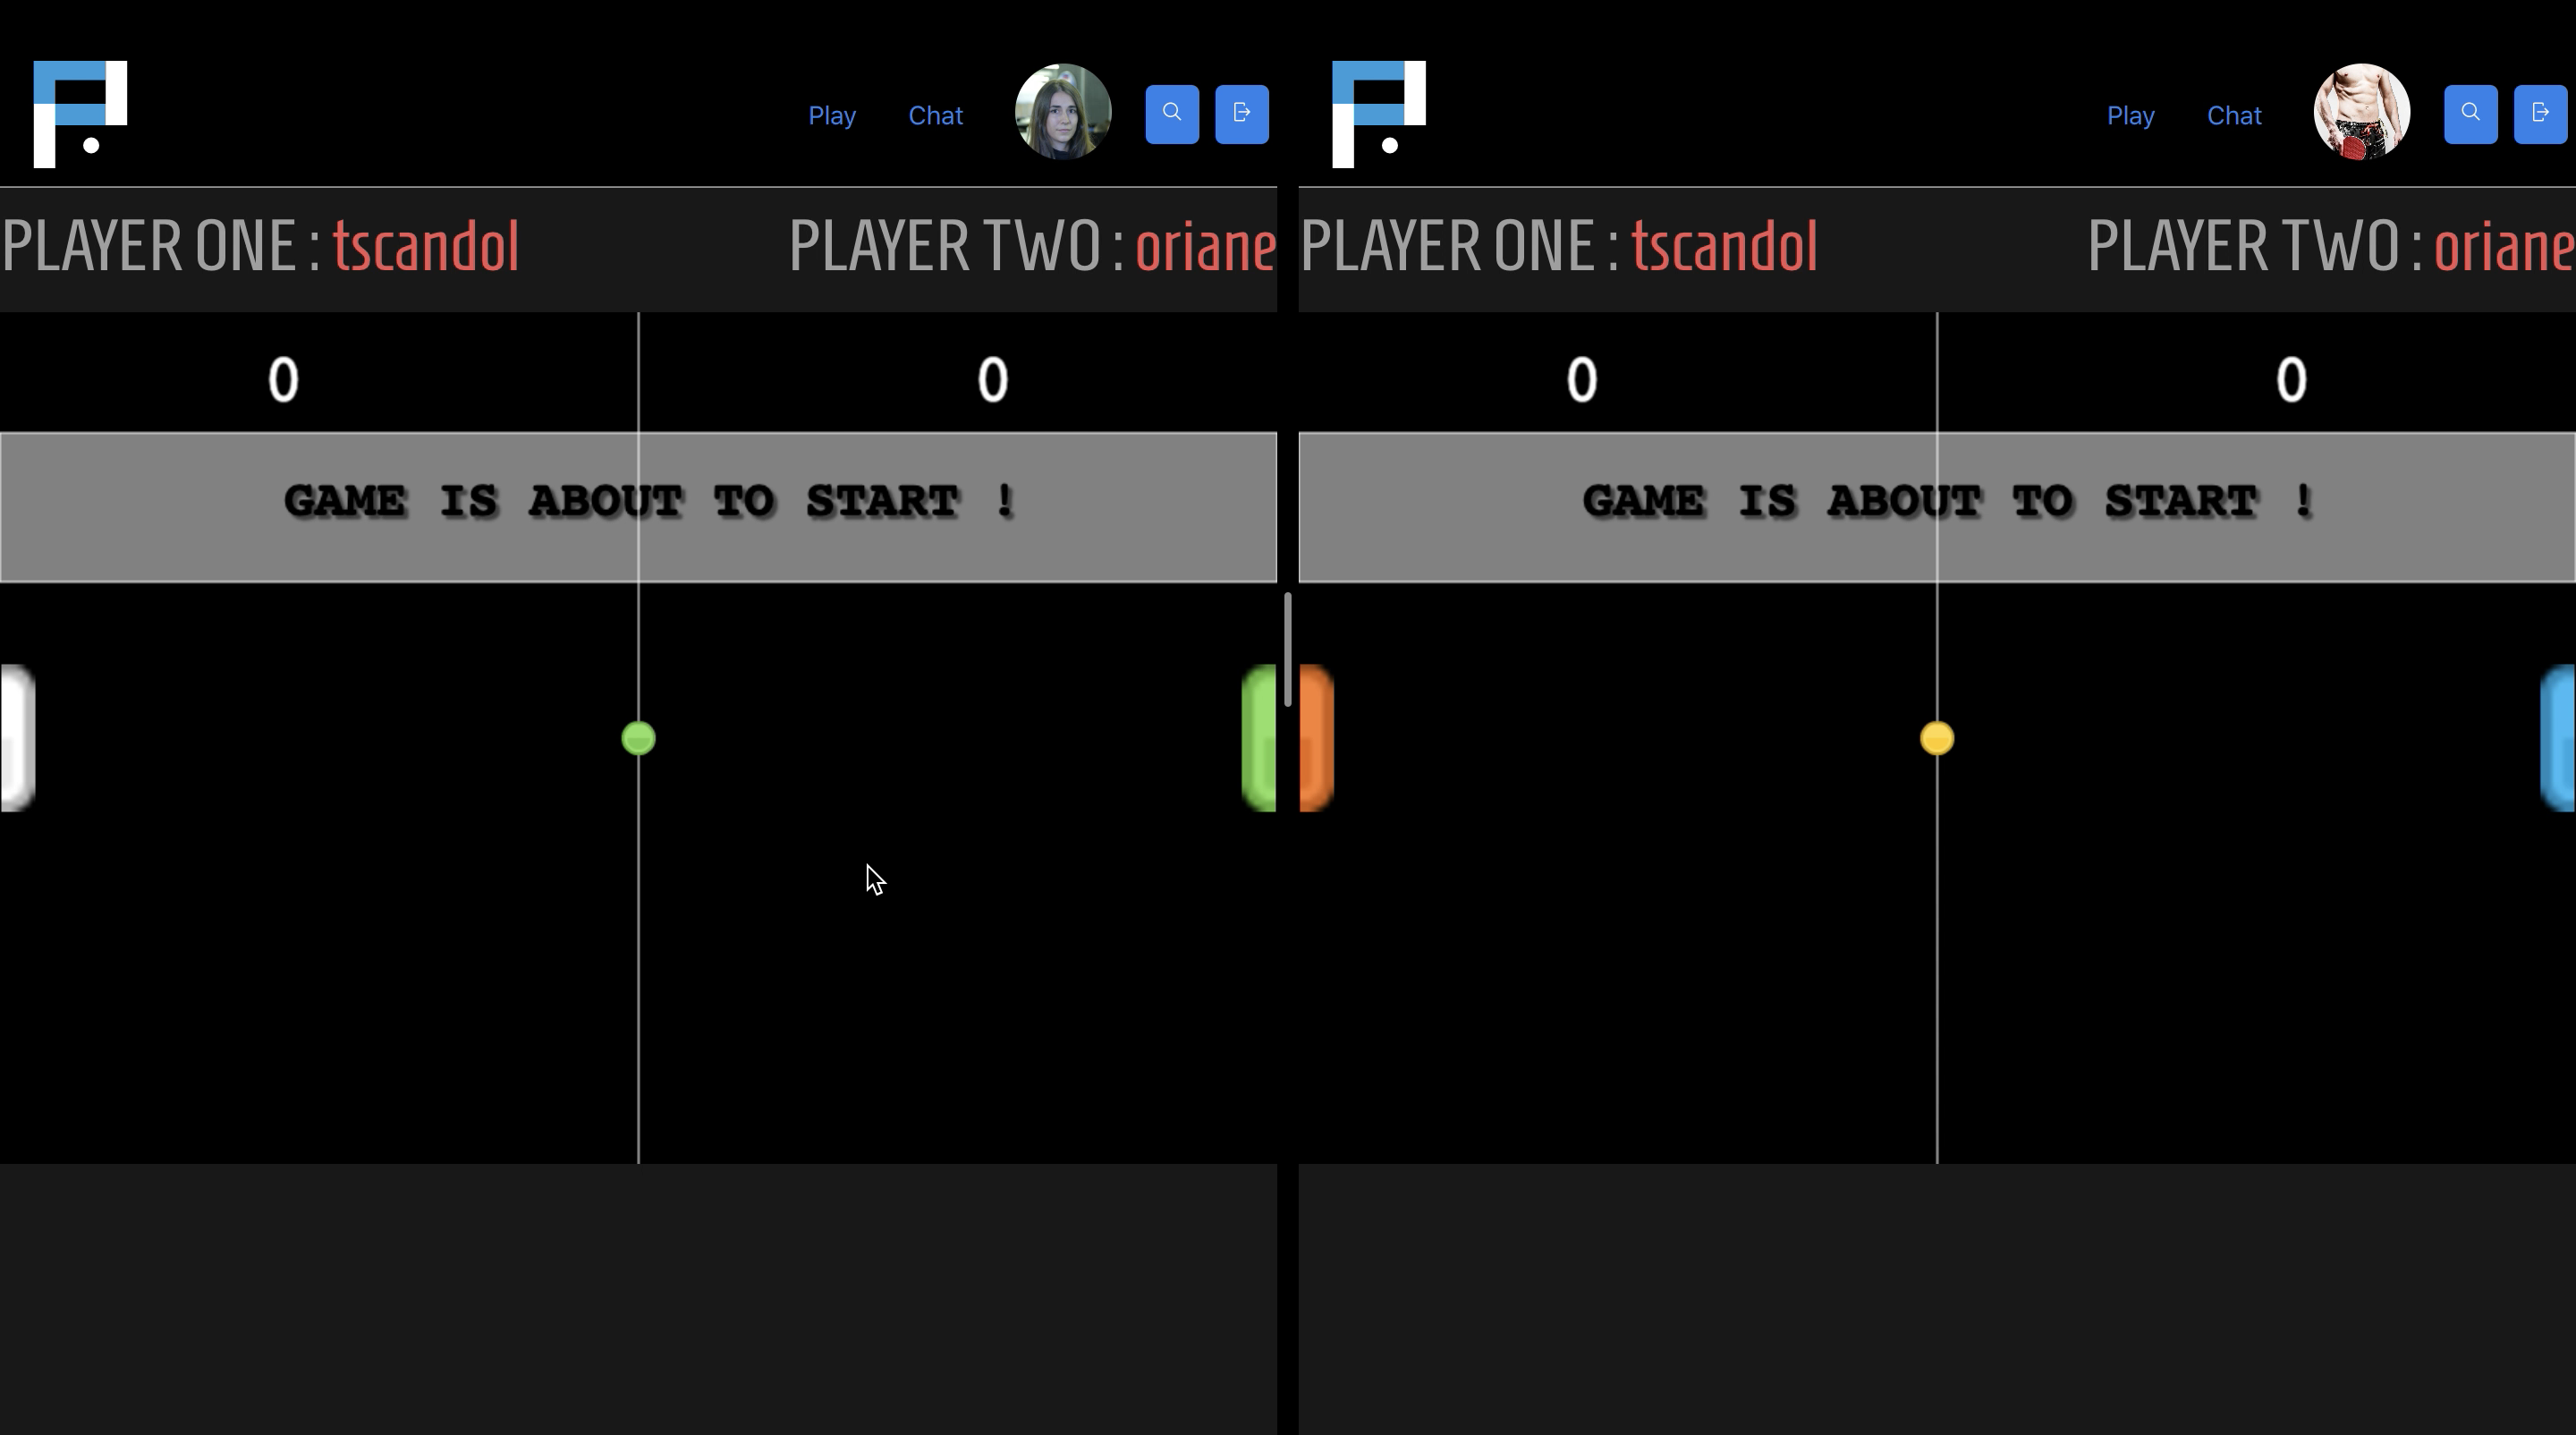 Play Chat
PLAYER ONE : tscandol PLAYER TWO : oriane
0 0
GAME IS ABOUT TO START !
Play Chat
PLAYER ONE : tscandol PLAYER TWO : oriane
0 0
GAME IS ABOUT TO START !